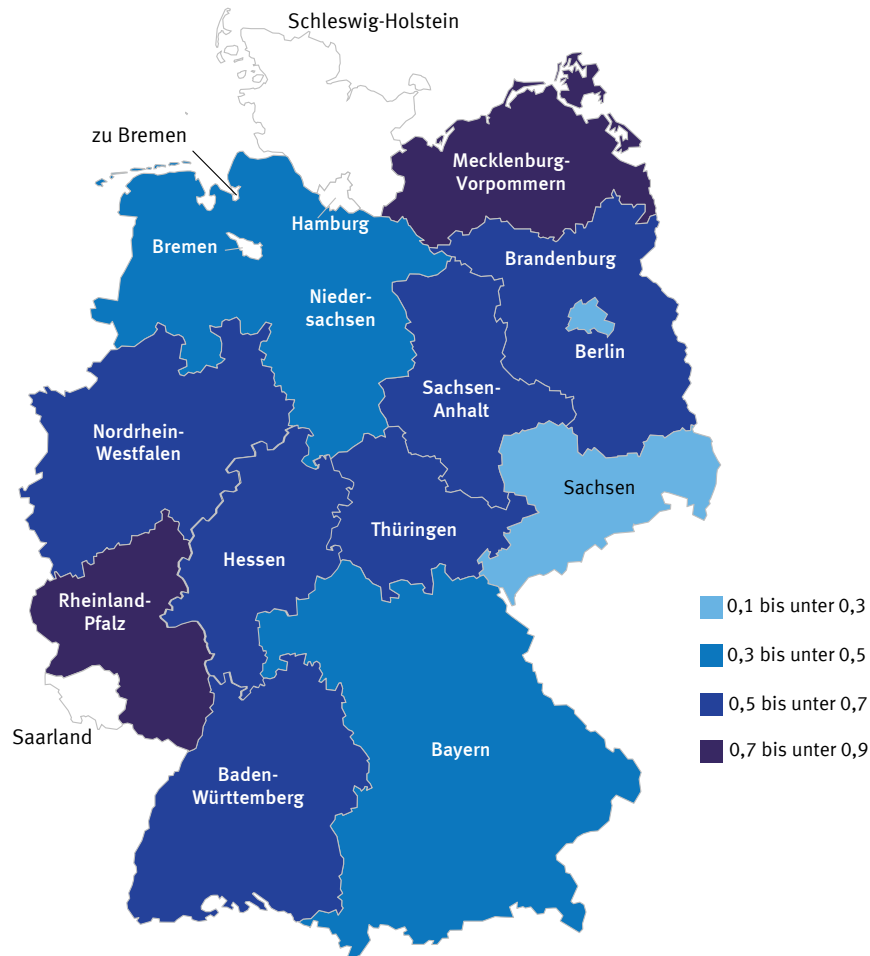 Schleswig-Holstein
zu Bremen
Mecklenburg-
Vorpommern
Hamburg
Bremen
Brandenburg
Nieder-
sachsen
Berlin
Sachsen-
Anhalt
Nordrhein-
Westfalen
Sachsen
Thüringen
Hessen
Rheinland-
Pfalz
0,1 bis unter 0,3
0,3 bis unter 0,5
0,5 bis unter 0,7
0,7 bis unter 0,9
Saarland
Bayern
Baden-
Württemberg